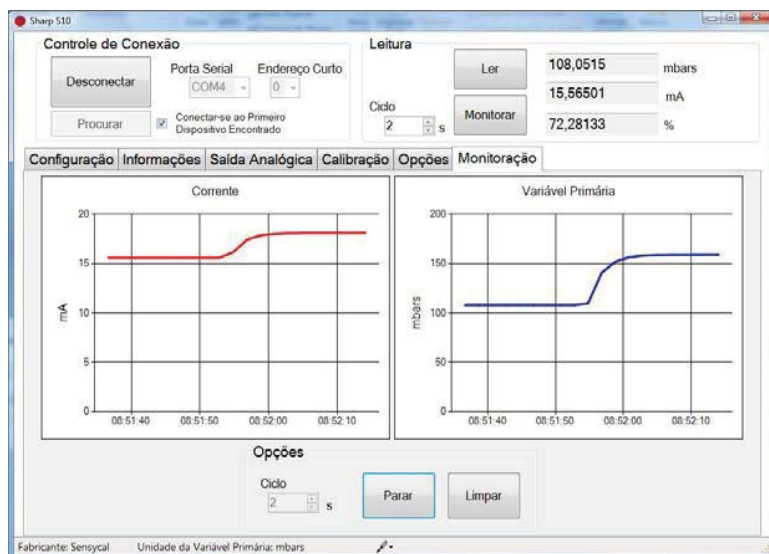 Sharp S10
Controle de Conexão
Desconectar
Porta Serial
Endereço Curto
COM4
0
Procurar
Conectar-se ao Primeiro
Dispositivo Encontrado
Leitura
Ler
108,0515 mbars
15,56501 mA
Ciclo
2 s
Monitorar
72,28133 %
Configuração
Informações
Saída Analógica
Calibração
Opções
Monitoração
Corrente
20
15
10
5
0
mA
08:51:40 08:51:50 08:52:00 08:52:10
Variável Primária
200
150
100
50
0
mbars
08:51:40 08:51:50 08:52:00 08:52:10
Opções
Ciclo
2 s
Parar
Limpar
Fabricante: Sensycal
Unidade da Variável Primária: mbars